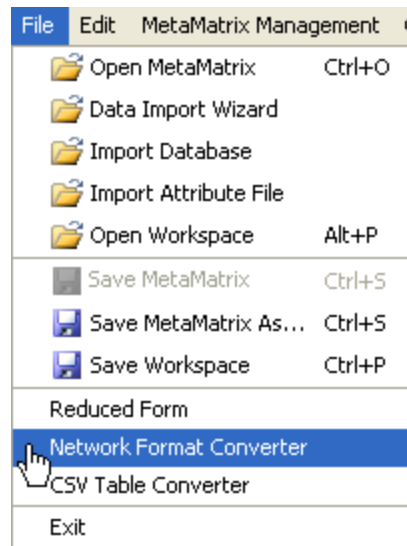 File Edit MetaMatrix Management
Open MetaMatrix Ctrl+O
Data Import Wizard
Import Database
Import Attribute File
Open Workspace Alt+P
Save MetaMatrix Ctrl+S
Save MetaMatrix As... Ctrl+S
Save Workspace Ctrl+P
Reduced Form
Network Format Converter
CSV Table Converter
Exit